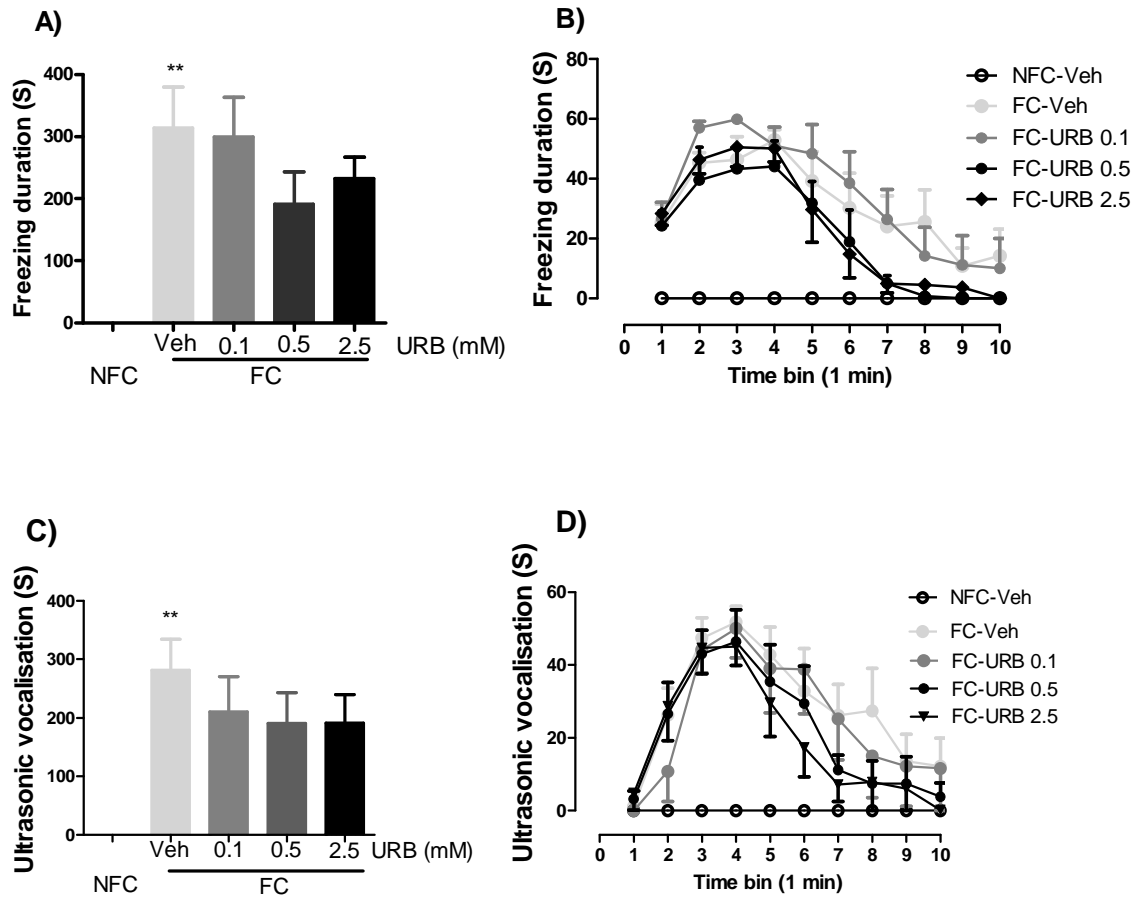 A)
Freezing duration (S)
400
300
200
100
0
**
Veh 0.1 0.5 2.5 URB (mM)
NFC FC
B)
Freezing duration (S)
80
60
40
20
0
0 1 2 3 4 5 6 7 8 9 10
Time bin (1 min)
NFC-Veh
FC-Veh
FC-URB 0.1
FC-URB 0.5
FC-URB 2.5
C)
Ultrasonic vocalisation (S)
400
300
200
100
0
**
Veh 0.1 0.5 2.5 URB (mM)
NFC FC
D)
Ultrasonic vocalisation (S)
60
40
20
0
0 1 2 3 4 5 6 7 8 9 10
Time bin (1 min)
NFC-Veh
FC-Veh
FC-URB 0.1
FC-URB 0.5
FC-URB 2.5